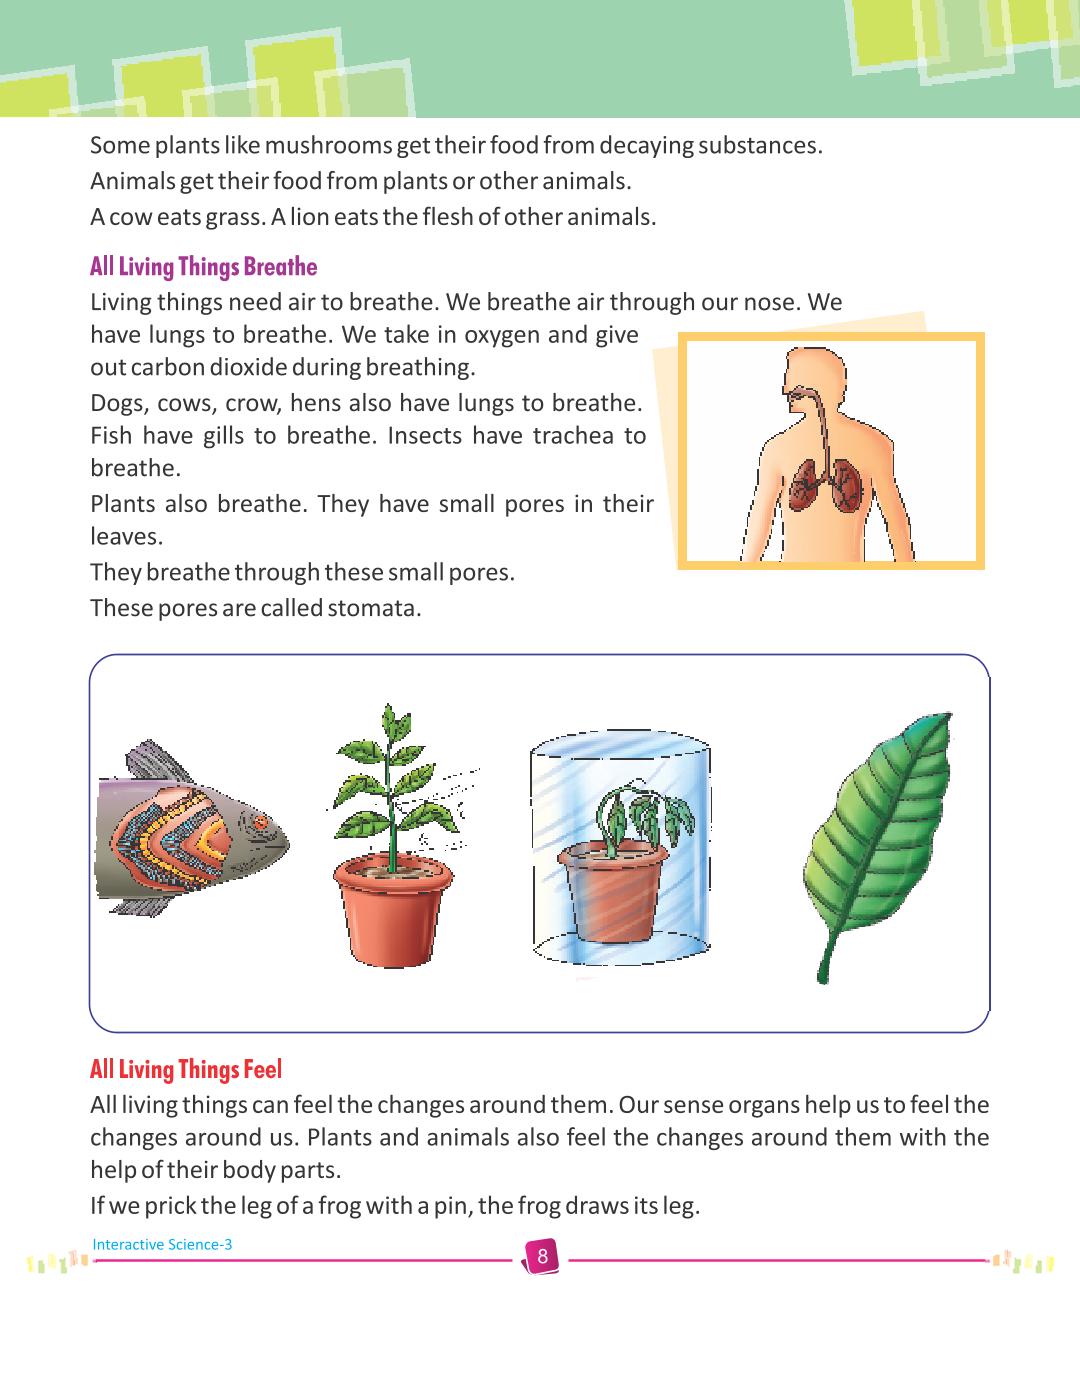 Some plants like mushrooms get their food from decaying substances.
Animals get their food from plants or other animals.
A cow eats grass. A lion eats the flesh of other animals.
All Living Things Breathe
Living things need air to breathe. We breathe air through our nose. We
have lungs to breathe. We take in oxygen and give
out carbon dioxide during breathing.
Dogs, cows, crow, hens also have lungs to breathe.
Fish have gills to breathe. Insects have trachea to
breathe.
Plants also breathe. They have small pores in their
leaves.
They breathe through these small pores.
These pores are called stomata.
All Living Things Feel
All living things can feel the changes around them. Our sense organs help us to feel the
changes around us. Plants and animals also feel the changes around them with the
help of their body parts.
If we prick the leg of a frog with a pin, the frog draws its leg.
Interactive Science-3
8